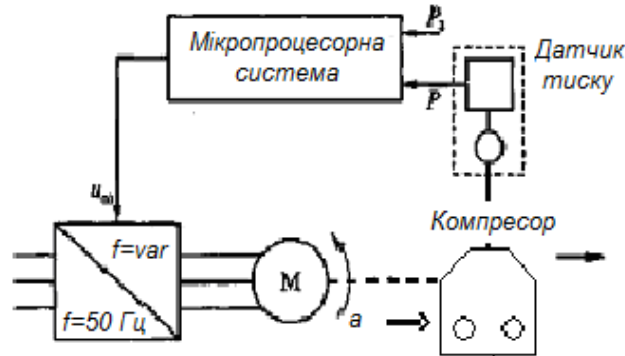 Мікропроцесорна
система
P
Датчик
тиску
Компресор
f=var
f=50 Гц
M
a